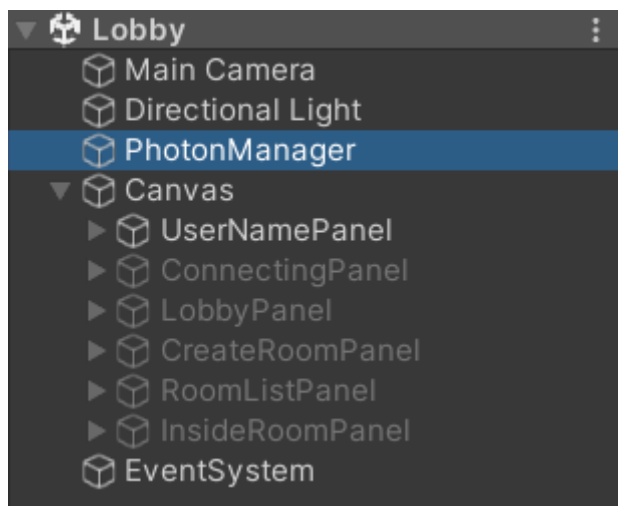 Lobby
Main Camera
Directional Light
PhotonManager
Canvas
UserNamePanel
ConnectingPanel
LobbyPanel
CreateRoomPanel
RoomListPanel
InsideRoomPanel
EventSystem